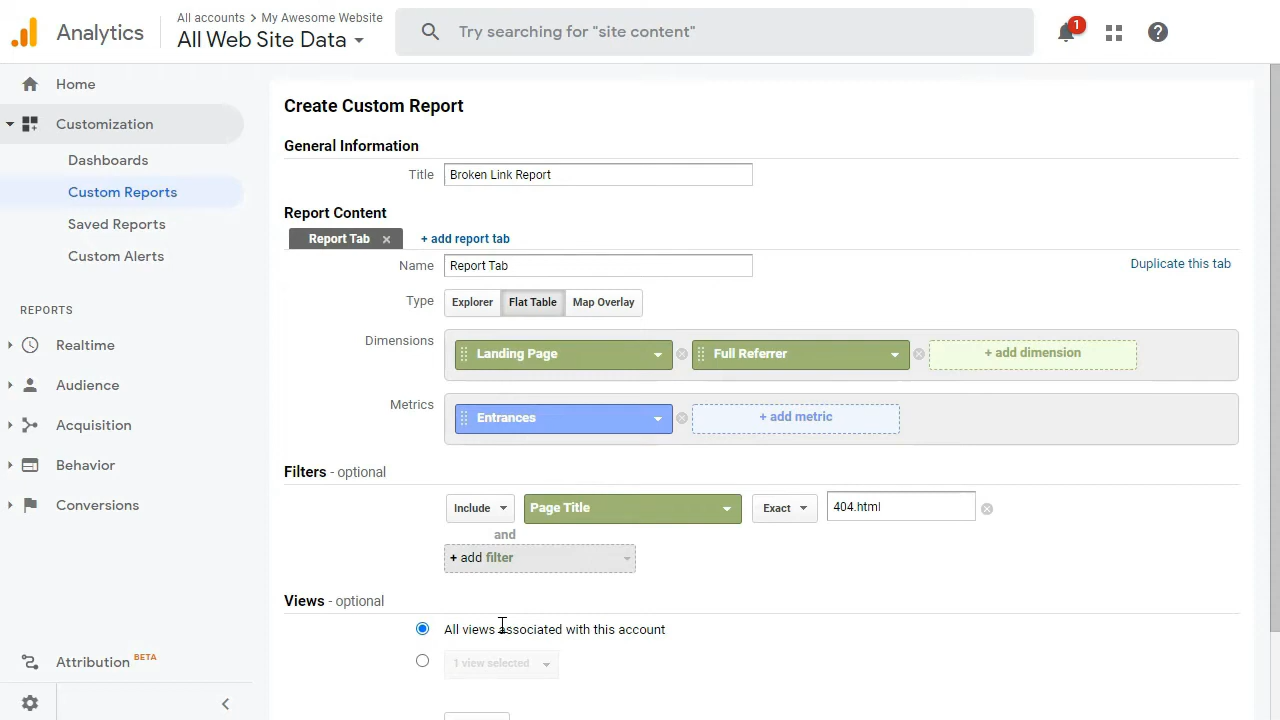 Analytics
All accounts > My Awesome Website
All Web Site Data
Try searching for "site content"
1
Home
Customization
Dashboards
Custom Reports
Saved Reports
Custom Alerts
REPORTS
Realtime
Audience
Acquisition
Behavior
Conversions
Attribution BETA
Create Custom Report
General Information
Title Broken Link Report
Report Content
Report Tab + add report tab
Name Report Tab Duplicate this tab
Type Explorer Flat Table Map Overlay
Dimensions Landing Page Full Referrer + add dimension
Metrics Entrances + add metric
Filters - optional
Include Page Title Exact 404.html
and
+ add filter
Views - optional
All views associated with this account
1 view selected